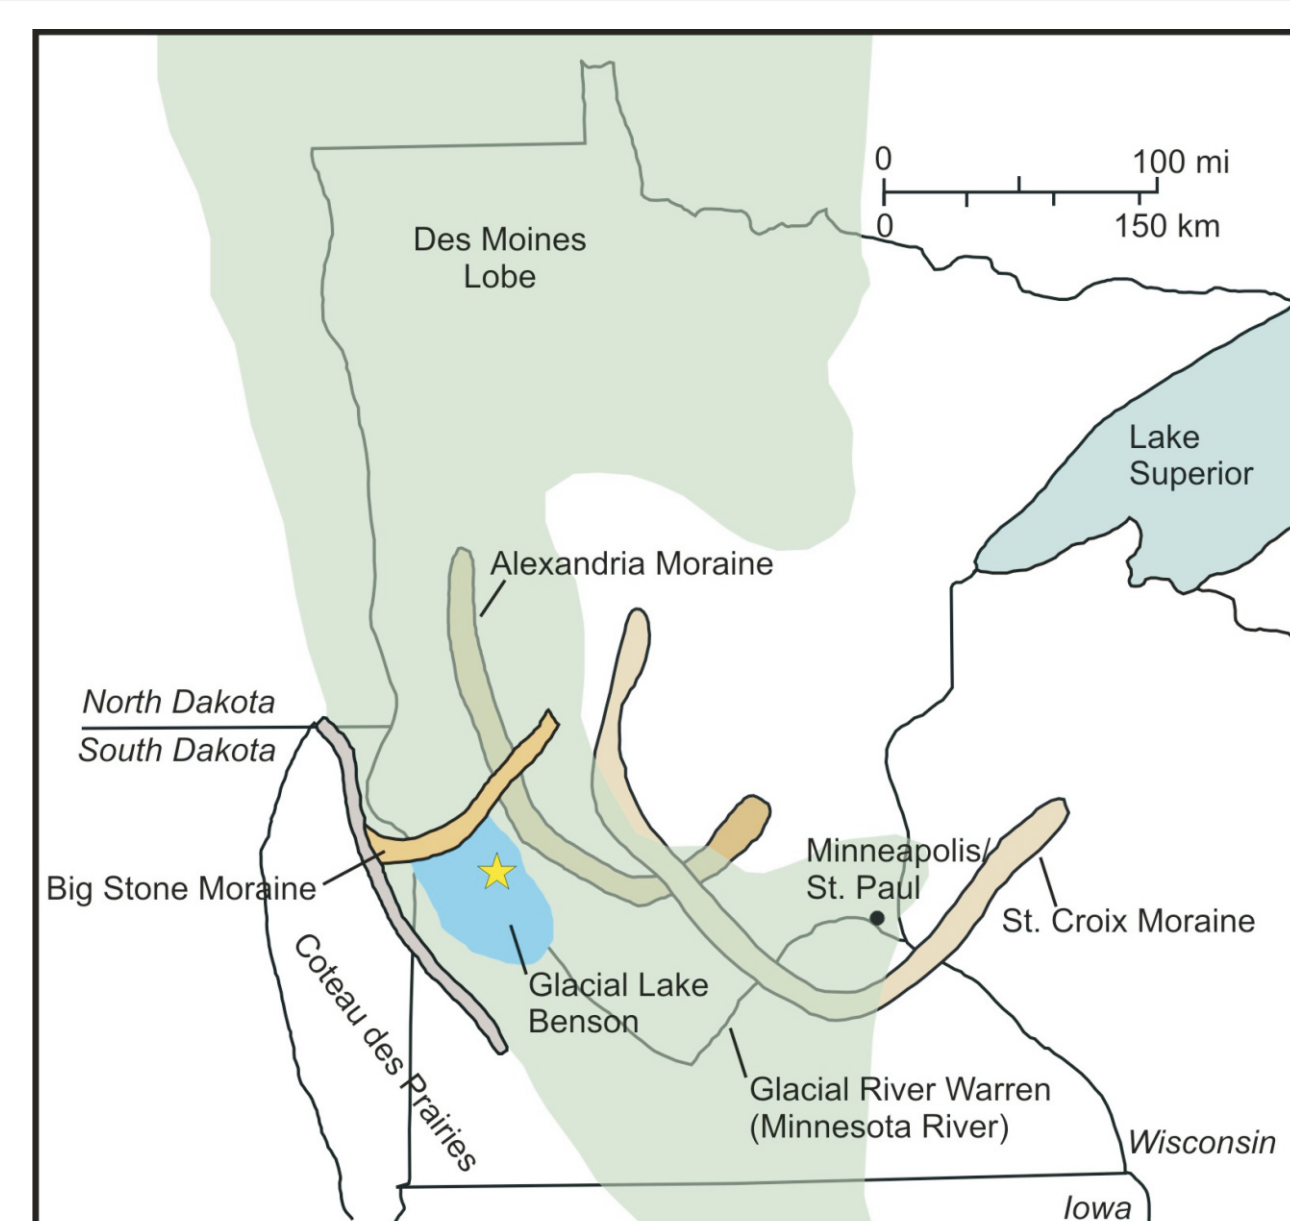 0
100 mi
0
150 km
Des Moines
Lobe
Lake
Superior
Alexandria Moraine
North Dakota
South Dakota
Minneapolis/
St. Paul
Big Stone Moraine
St. Croix Moraine
Coteau des Prairies
Glacial Lake
Benson
Glacial River Warren
(Minnesota River)
Wisconsin
Iowa